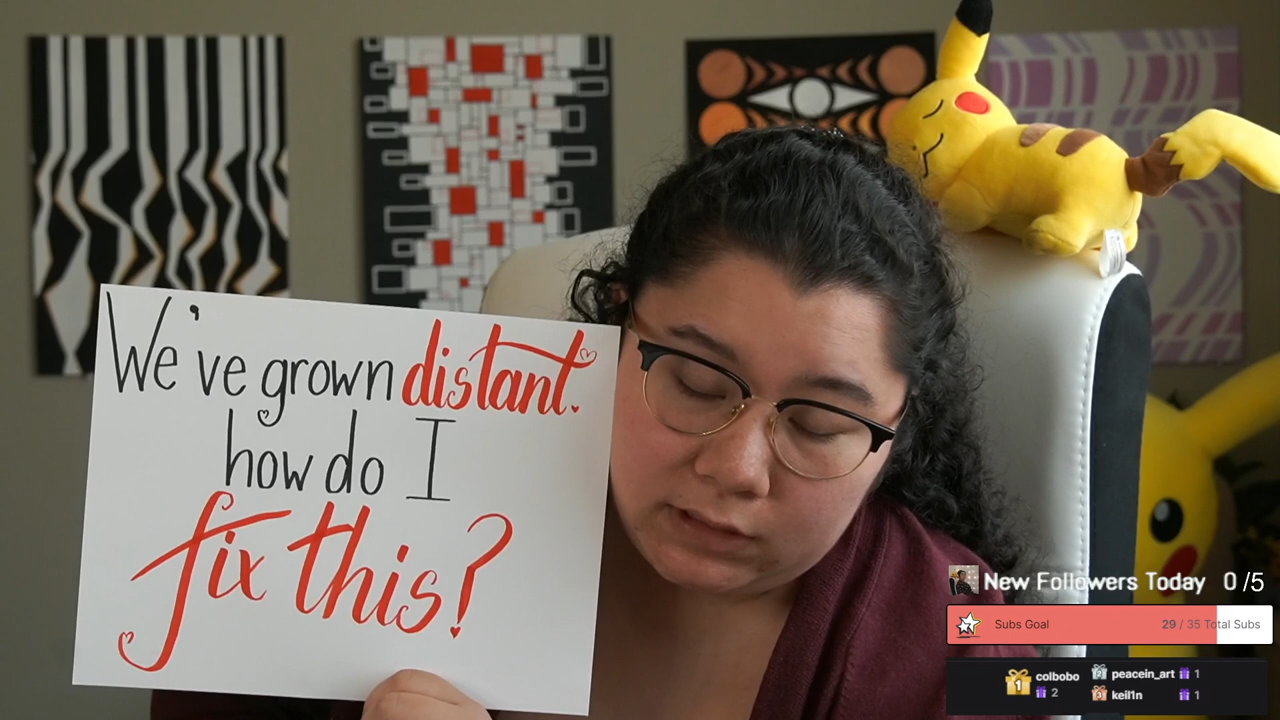 We've grown distant.
how do I
fix this?
New Followers Today 0 /5
Subs Goal 29 / 35 Total Subs
1 colbobo 2
peacein_art 1
keil1n 1